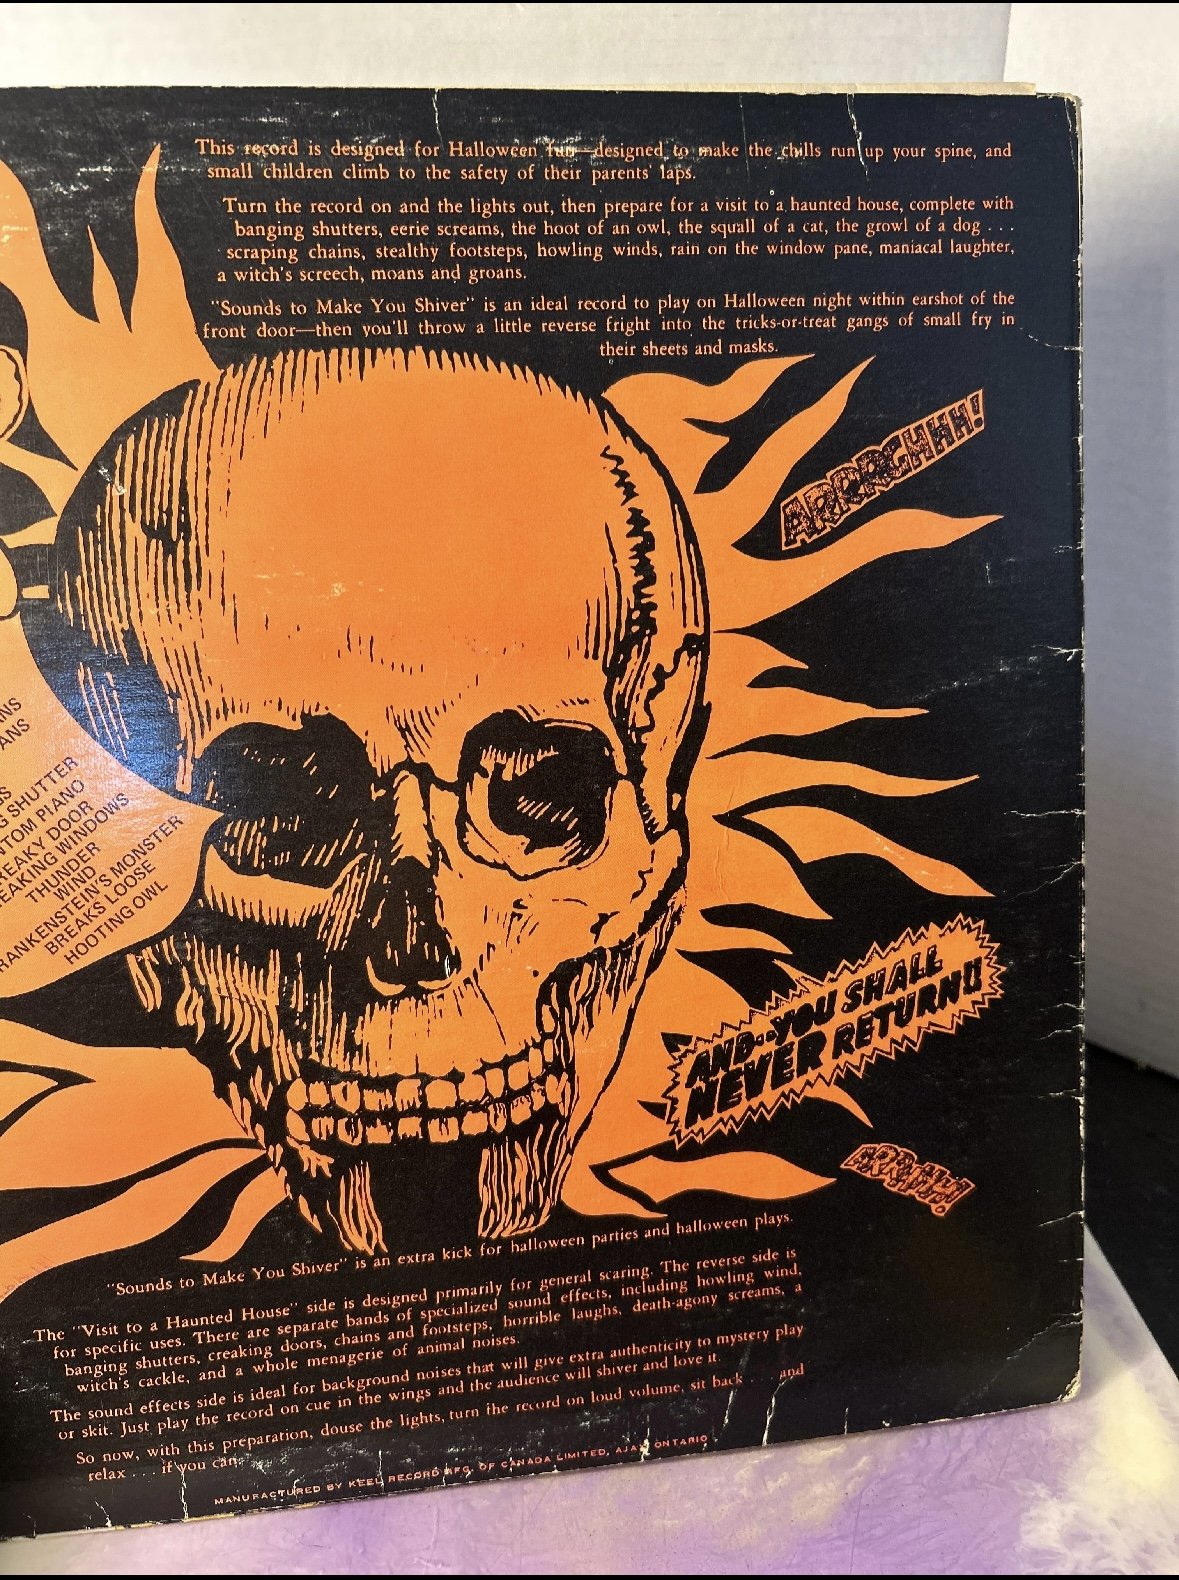 This record is designed for Halloween fun—designed to make the chills run up your spine, and
small children climb to the safety of their parents' laps.
Turn the record on and the lights out, then prepare for a visit to a haunted house, complete with
banging shutters, eerie screams, the hoot of an owl, the squall of a cat, the growl of a dog . . .
scraping chains, stealthy footsteps, howling winds, rain on the window pane, maniacal laughter,
a witch's screech, moans and groans.
"Sounds to Make You Shiver" is an ideal record to play on Halloween night within earshot of the
front door—then you'll throw a little reverse fright into the tricks-or-treat gangs of small fry in
their sheets and masks.
ARRRGHHH!
SHUTTER
PIANO
DOOR
WINDOWS
THUNDER
WIND
MONSTER
BREAKS LOOSE
HOOTING OWL
AND..YOU SHALL
NEVER RETURN!!
"Sounds to Make You Shiver" is an extra kick for halloween parties and halloween plays.
The "Visit to a Haunted House" side is designed primarily for general scaring. The reverse side is
for specific uses. There are separate bands of specialized sound effects, including howling wind,
banging shutters, creaking doors, chains and footsteps, horrible laughs, death-agony screams, a
witch's cackle, and a whole menagerie of animal noises.
The sound effects side is ideal for background noises that will give extra authenticity to mystery play
or skit. Just play the record on cue in the wings and the audience will shiver and love it.
So now, with this preparation, douse the lights, turn the record on loud volume, sit back . . . and
relax . . . if you can.
MANUFACTURED BY KEEL RECORD MFG. OF CANADA LIMITED, AJAX ONTARIO